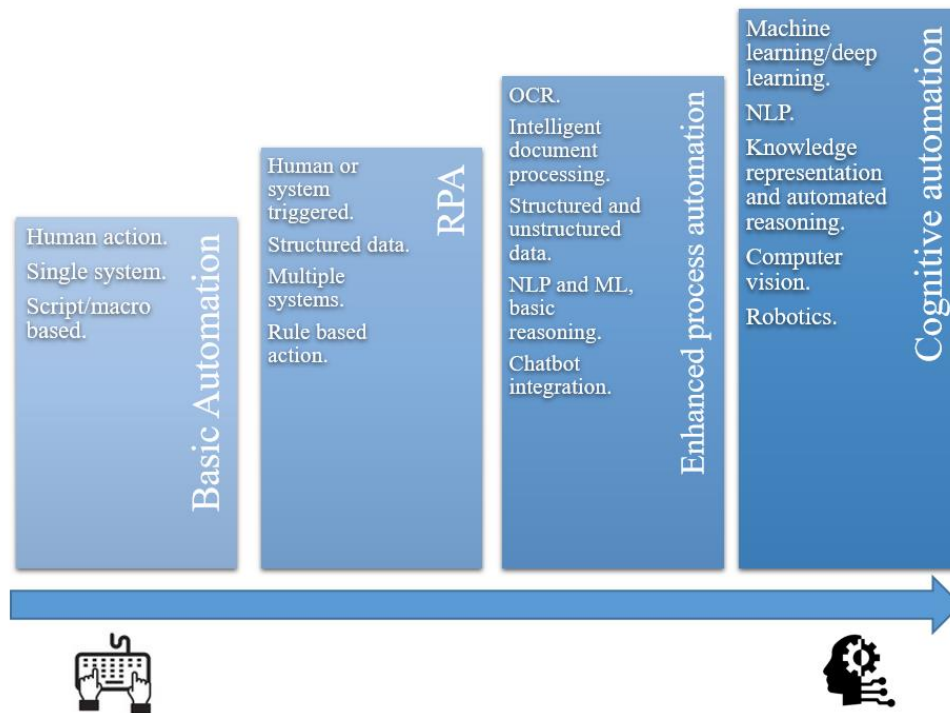 Human action.
Single system.
Script/macro
based.
Basic Automation
Human or
system
triggered.
Structured data.
Multiple
systems.
Rule based
action.
RPA
OCR.
Intelligent
document
processing.
Structured and
unstructured
data.
NLP and ML,
basic
reasoning.
Chatbot
integration.
Enhanced process automation
Machine
learning/deep
learning.
NLP.
Knowledge
representation
and automated
reasoning.
Computer
vision.
Robotics.
Cognitive automation